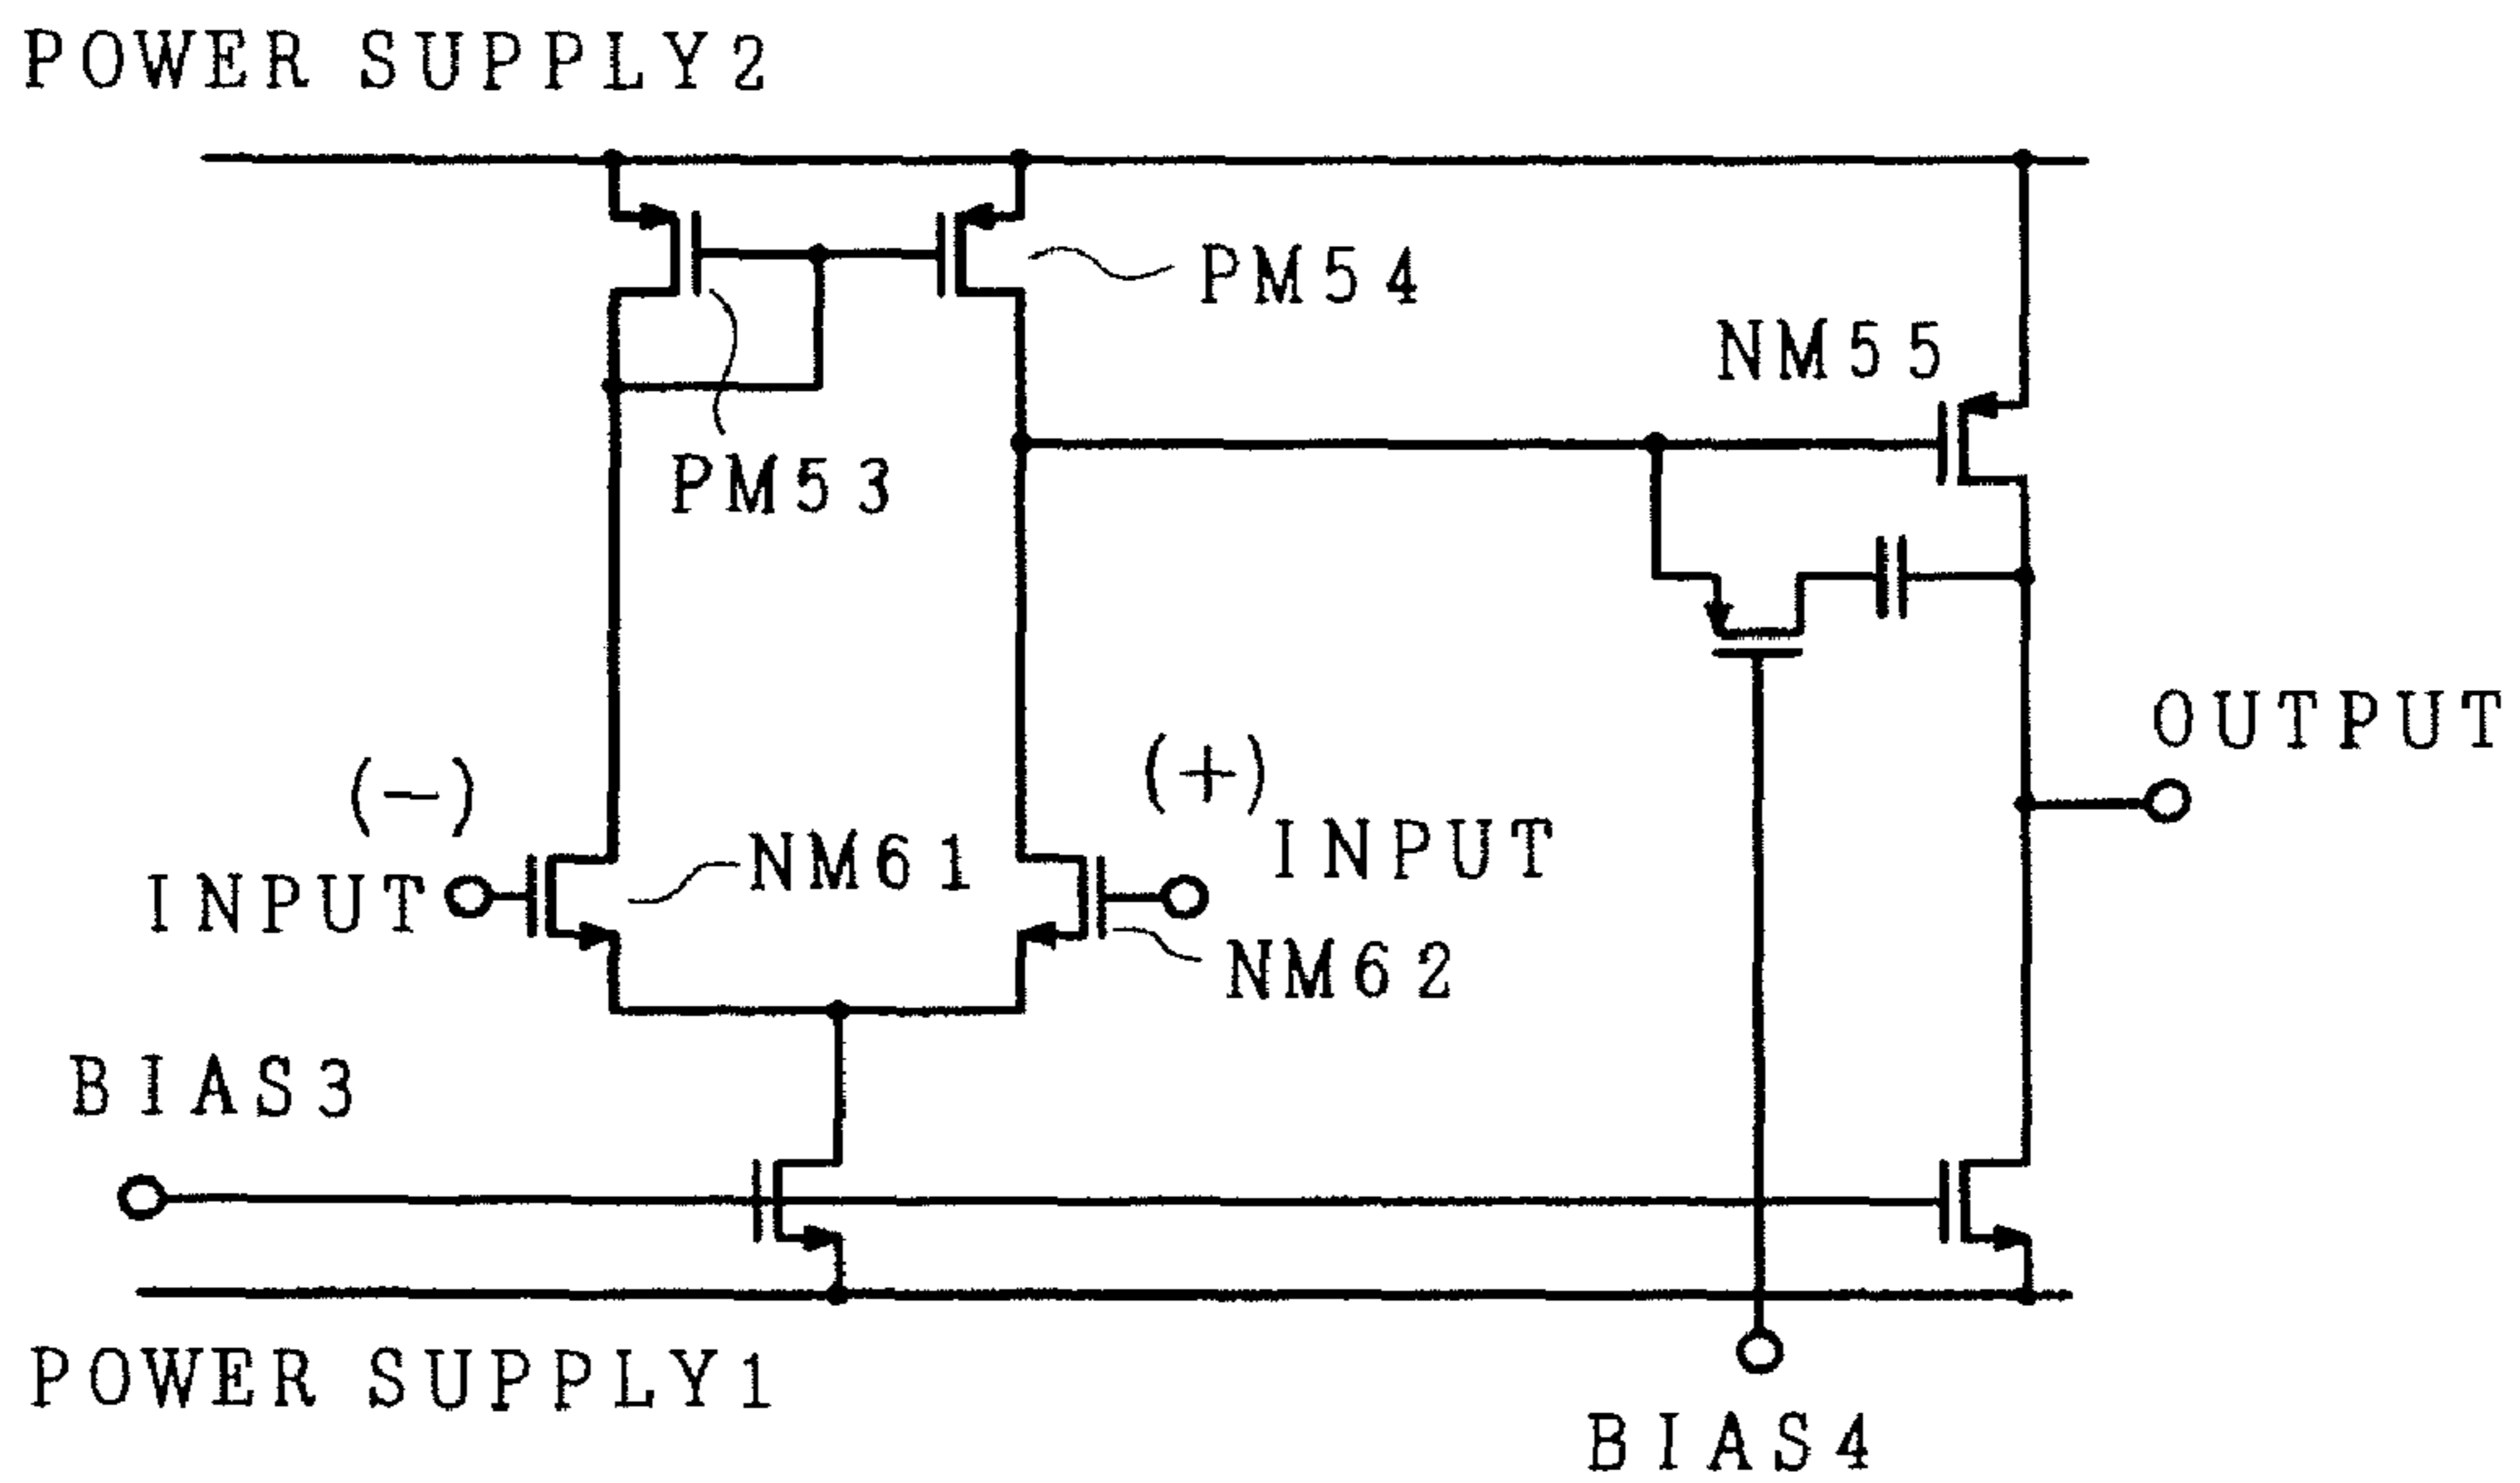 POWER SUPPLY2
PM54
NM55
PM53
OUTPUT
(−)
(+)
INPUT
NM61
INPUT
NM62
BIAS3
POWER SUPPLY1
BIAS4